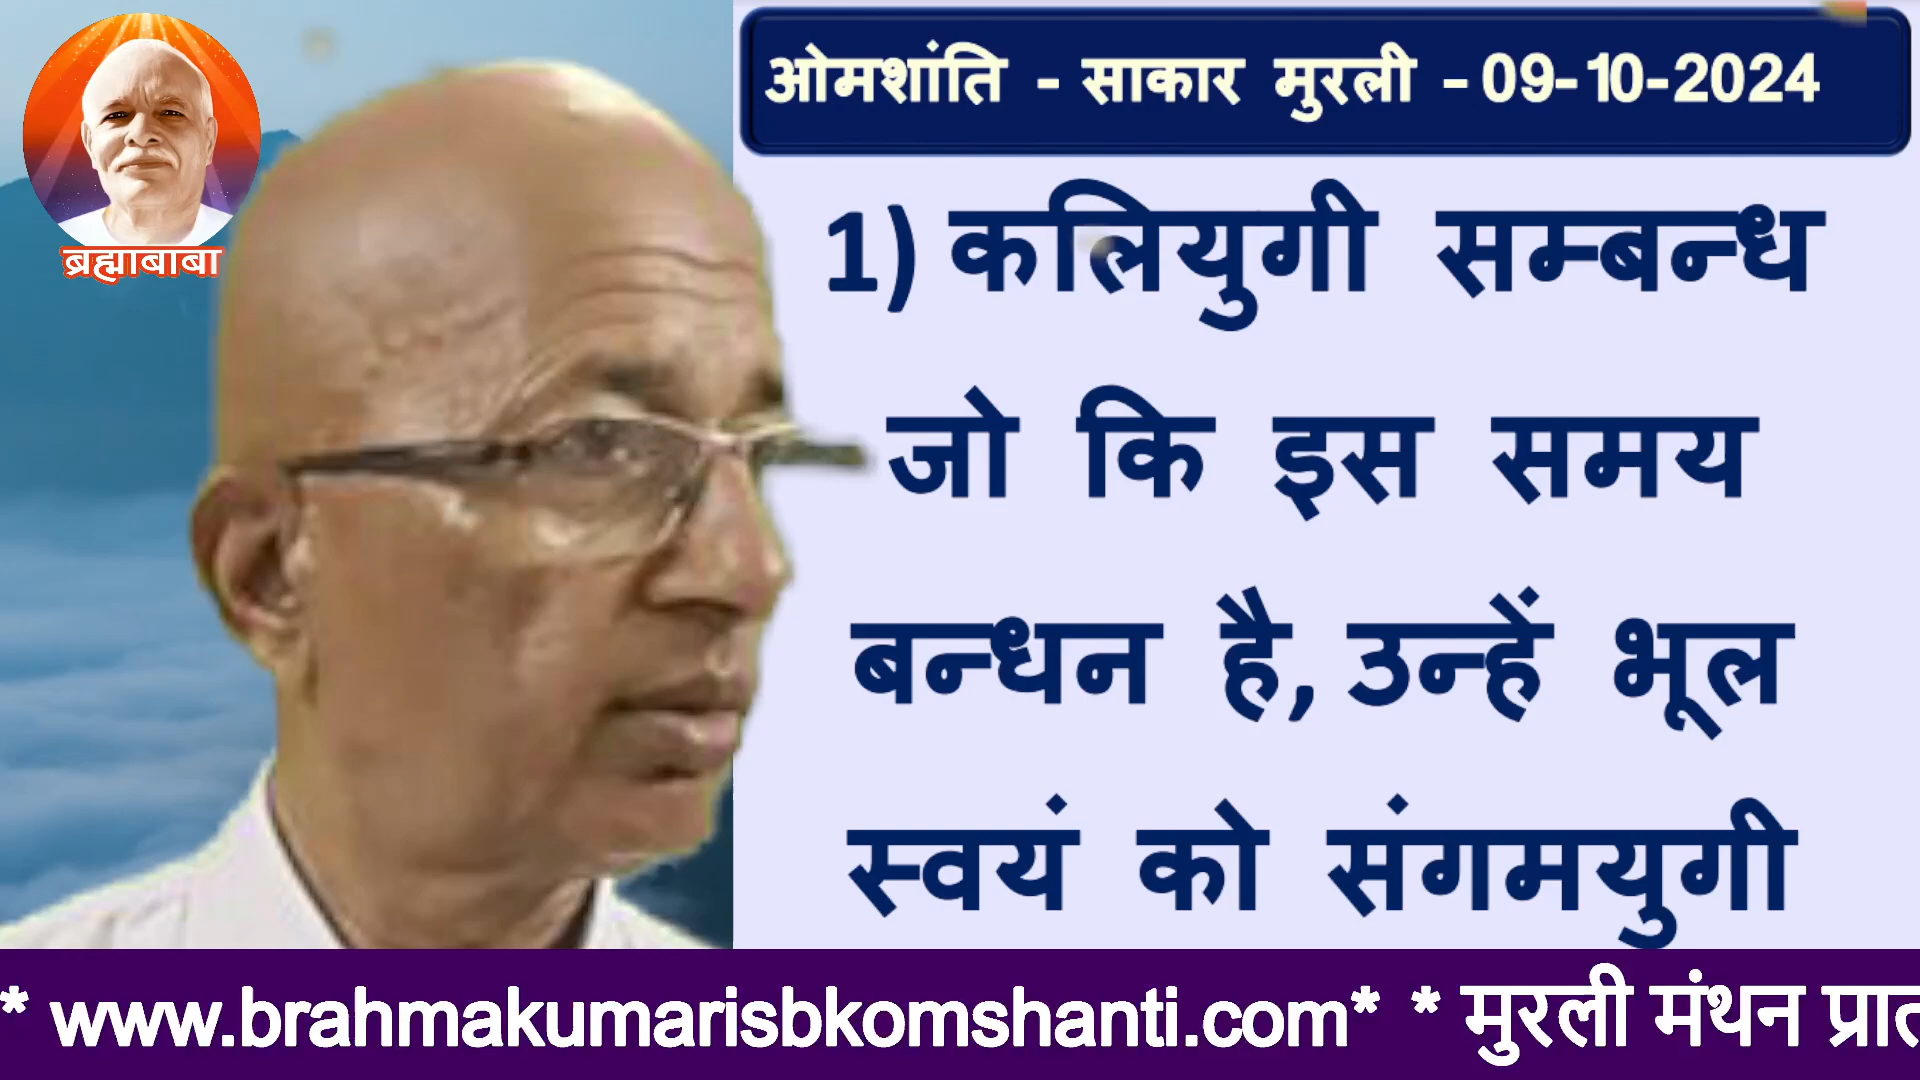 ब्रह्माबाबा
ओमशांति - साकार मुरली - 09-10-2024
1) कलियुगी सम्बन्ध
जो कि इस समय
बन्धन है, उन्हें भूल
स्वयं को संगमयुगी
* www.brahmakumarisbkomshanti.com* * मुरली मंथन प्रात